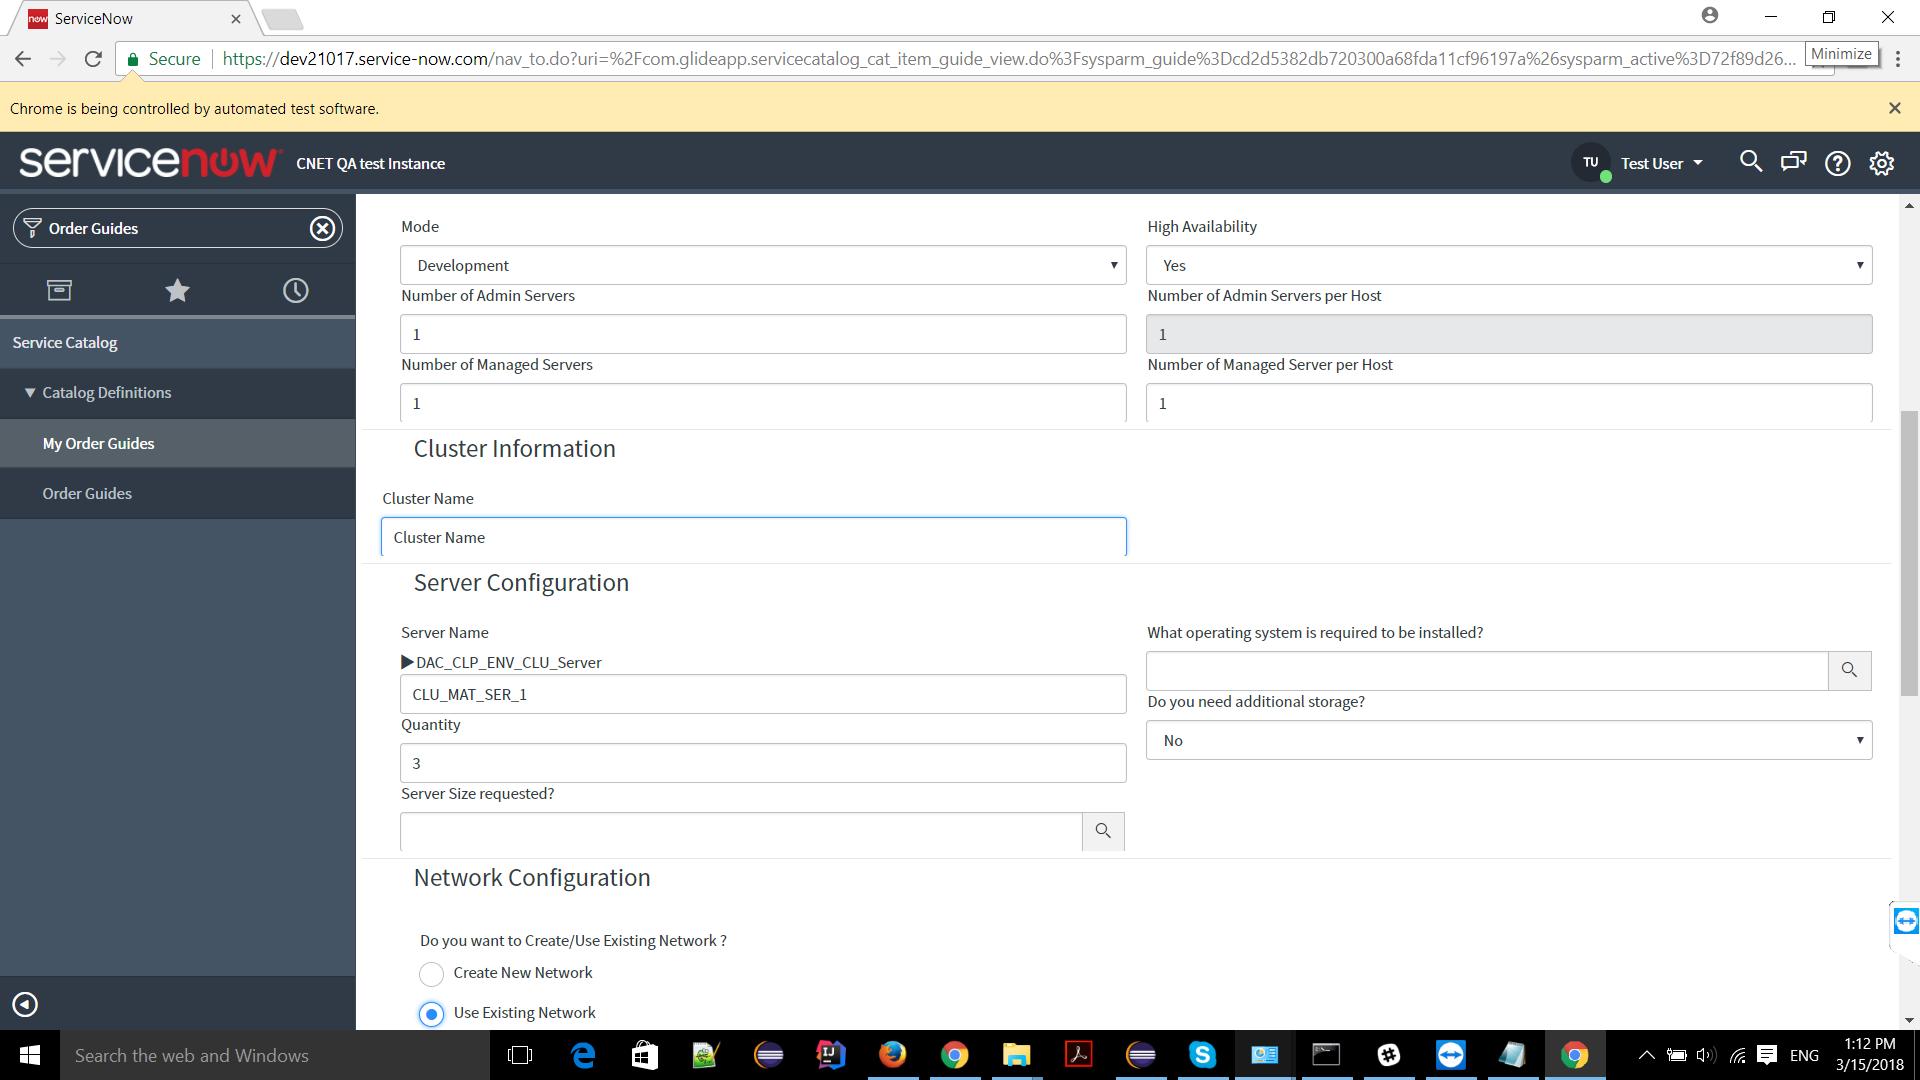 now ServiceNow
Secure https://dev21017.service-now.com/nav_to.do?uri=%2Fcom.glideapp.servicecatalog_cat_item_guide_view.do%3Fsysparm_guide%3Dcd2d5382db720300a68fda11cf96197a%26sysparm_active%3D72f89d26...
Minimize
Chrome is being controlled by automated test software.
servicenow CNET QA test Instance
TU Test User
Order Guides
Service Catalog
Catalog Definitions
My Order Guides
Order Guides
Mode
High Availability
Development
Yes
Number of Admin Servers
Number of Admin Servers per Host
1
1
Number of Managed Servers
Number of Managed Server per Host
1
1
Cluster Information
Cluster Name
Cluster Name
Server Configuration
Server Name
What operating system is required to be installed?
DAC_CLP_ENV_CLU_Server
CLU_MAT_SER_1
Do you need additional storage?
Quantity
No
3
Server Size requested?
Network Configuration
Do you want to Create/Use Existing Network ?
Create New Network
Use Existing Network
Search the web and Windows
ENG
1:12 PM
3/15/2018